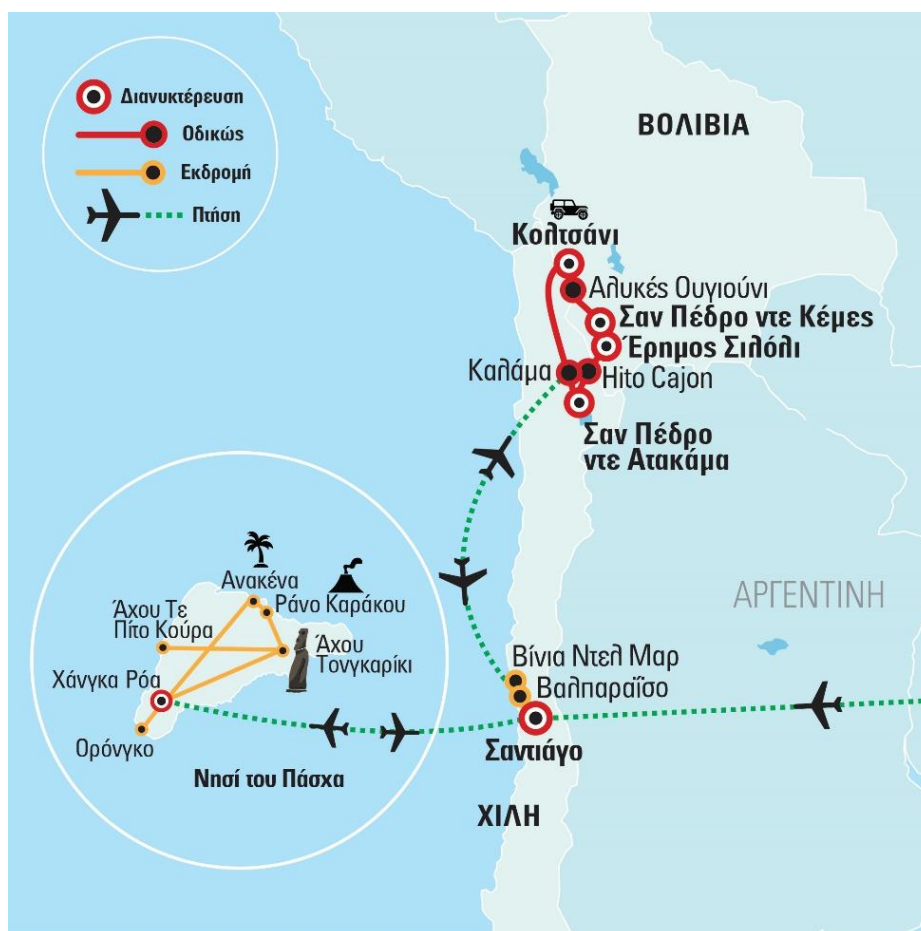 Διανυκτέρευση
Οδικώς
Εκδρομή
Πτήση
ΒΟΛΙΒΙΑ
Κολτσάνι
Αλυκές Ουγιούνι
Σαν Πέδρο ντε Κέμες
Έρημος Σιλόλι
Καλάμα
Hito Cajon
Σαν Πέδρο
ντε Ατακάμα
ΑΡΓΕΝΤΙΝΗ
Ανακένα
Ράνο Καράκου
Άχου Τε
Πίτο Κούρα
Άχου
Τονγκαρίκι
Χάνγκα Ρόα
Ορόνγκο
Νησί του Πάσχα
Βίνια Ντελ Μαρ
Βαλπαραΐσο
Σαντιάγο
ΧΙΛΗ